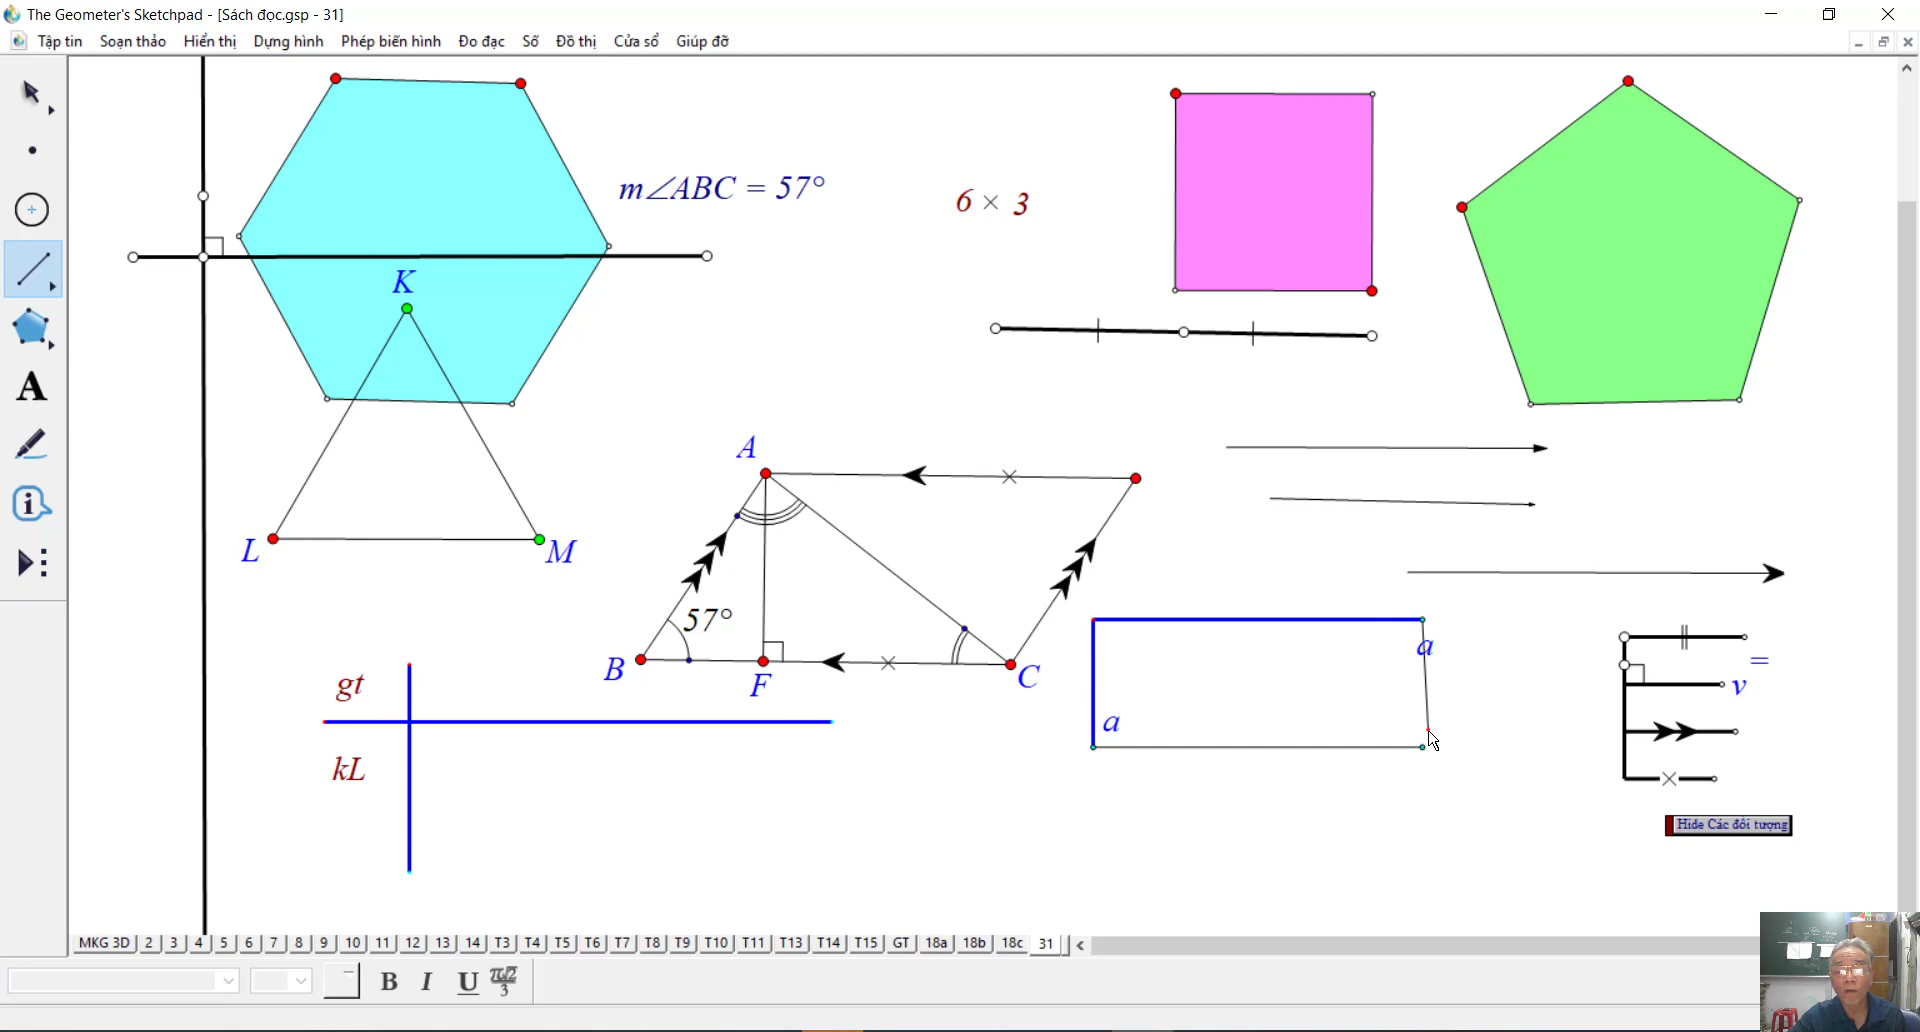 The Geometer's Sketchpad - [Sách đọc.gsp - 31]
Tập tin Soạn thảo Hiển thị Dựng hình Phép biến hình Đo đạc Số Đồ thị Cửa sổ Giúp đỡ
m∠ABC = 57°
6 × 3
K
A
L
M
57°
B
F
C
a
a
gt
kL
=
v
A
Hide Các đối tượng
MKG 3D 2 3 4 5 6 7 8 9 10 11 12 13 14 T3 T4 T5 T6 T7 T8 T9 T10 T11 T13 T14 T15 GT 18a 18b 18c 31
B I U π√2/3